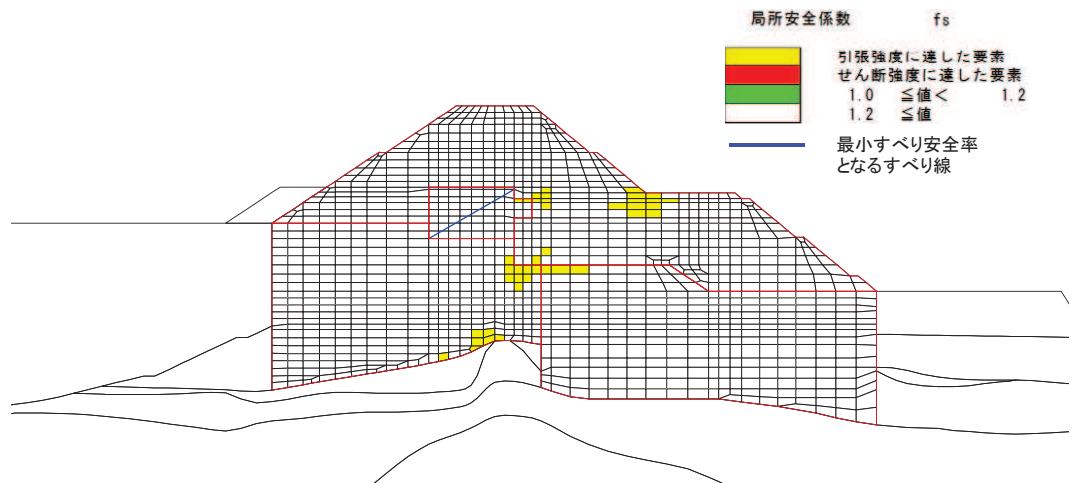 局所安全係数 fs
引張強度に達した要素
せん断強度に達した要素
1.0 ≦値< 1.2
1.2 ≦値
最小すべり安全率
となるすべり線